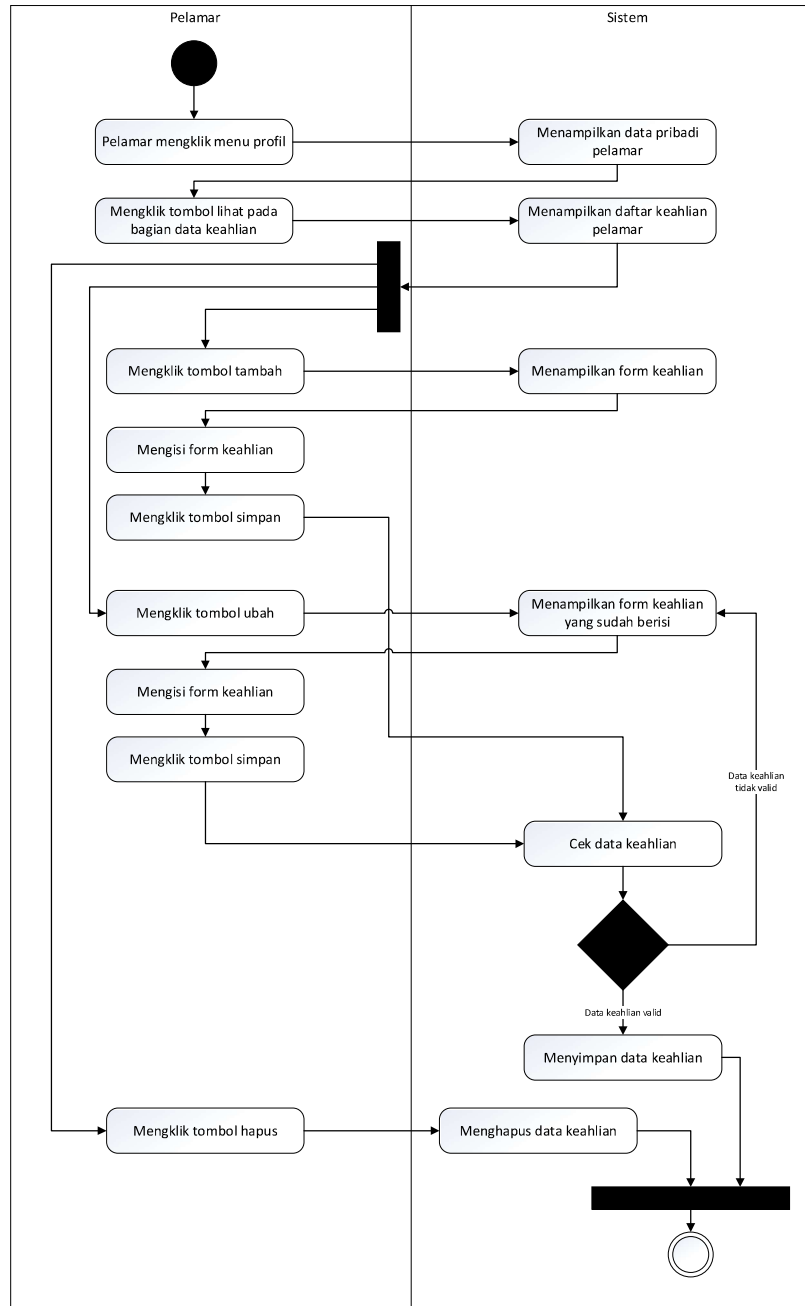 Pelamar
Sistem
Pelamar mengklik menu profil
Menampilkan data pribadi
pelamar
Mengklik tombol lihat pada
bagian data keahlian
Menampilkan daftar keahlian
pelamar
Mengklik tombol tambah
Menampilkan form keahlian
Mengisi form keahlian
Mengklik tombol simpan
Mengklik tombol ubah
Menampilkan form keahlian
yang sudah berisi
Mengisi form keahlian
Mengklik tombol simpan
Data keahlian
tidak valid
Cek data keahlian
Data keahlian valid
Menyimpan data keahlian
Mengklik tombol hapus
Menghapus data keahlian